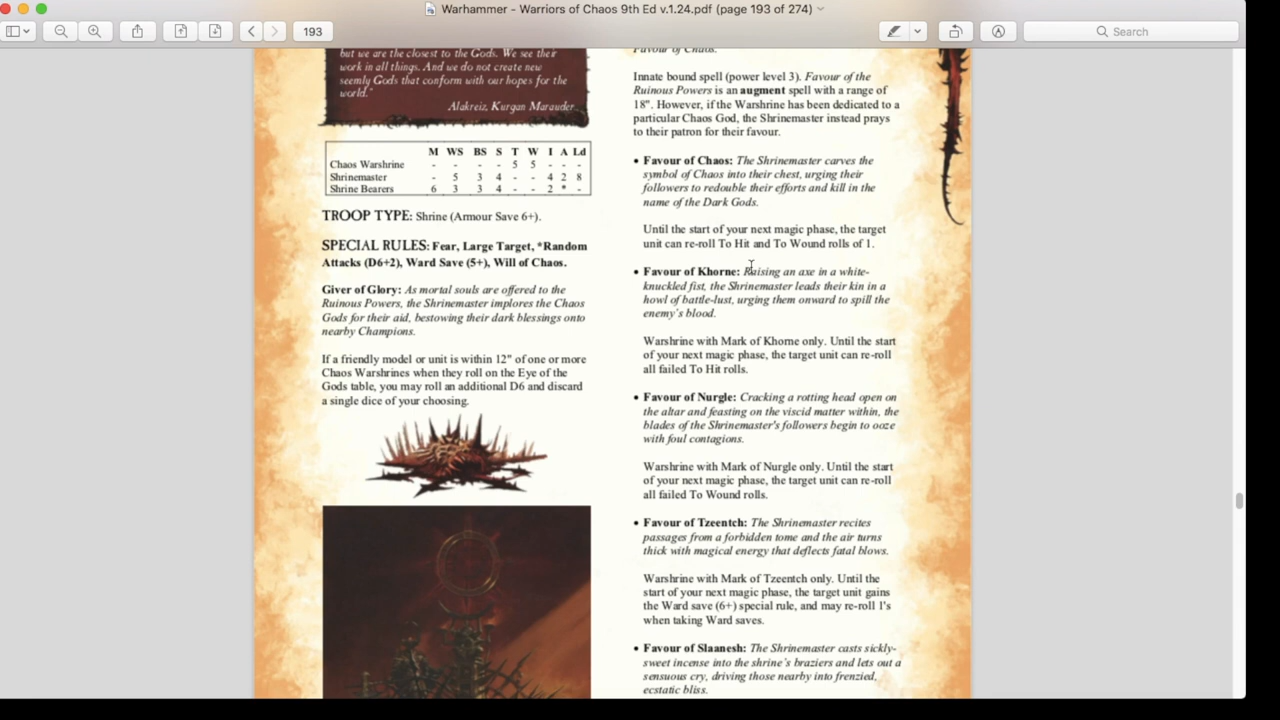 Warhammer - Warriors of Chaos 9th Ed v.1.24.pdf (page 193 of 274)
193
Search
but we are the closest to the Gods. We see their
work in all things. And we do not create new
seemly Gods that conform with our hopes for the
world."
Alakreiz, Kurgan Marauder
M WS BS S T W I A Ld
Chaos Warshrine - - - - 5 5 - - -
Shrinemaster - 5 3 4 - - 4 2 8
Shrine Bearers 6 3 3 4 - - 2 * -
TROOP TYPE: Shrine (Armour Save 6+).
SPECIAL RULES: Fear, Large Target, *Random
Attacks (D6+2), Ward Save (5+), Will of Chaos.
Giver of Glory: As mortal souls are offered to the
Ruinous Powers, the Shrinemaster implores the Chaos
Gods for their aid, bestowing their dark blessings onto
nearby Champions.
If a friendly model or unit is within 12" of one or more
Chaos Warshrines when they roll on the Eye of the
Gods table, you may roll an additional D6 and discard
a single dice of your choosing.
Favour of Chaos.
Innate bound spell (power level 3). Favour of the
Ruinous Powers is an augment spell with a range of
18". However, if the Warshrine has been dedicated to a
particular Chaos God, the Shrinemaster instead prays
to their patron for their favour.
• Favour of Chaos: The Shrinemaster carves the
symbol of Chaos into their chest, urging their
followers to redouble their efforts and kill in the
name of the Dark Gods.
Until the start of your next magic phase, the target
unit can re-roll To Hit and To Wound rolls of 1.
• Favour of Khorne: Raising an axe in a white-
knuckled fist, the Shrinemaster leads their kin in a
howl of battle-lust, urging them onward to spill the
enemy's blood.
Warshrine with Mark of Khorne only. Until the start
of your next magic phase, the target unit can re-roll
all failed To Hit rolls.
• Favour of Nurgle: Cracking a rotting head open on
the altar and feasting on the viscid matter within, the
blades of the Shrinemaster's followers begin to ooze
with foul contagions.
Warshrine with Mark of Nurgle only. Until the start
of your next magic phase, the target unit can re-roll
all failed To Wound rolls.
• Favour of Tzeentch: The Shrinemaster recites
passages from a forbidden tome and the air turns
thick with magical energy that deflects fatal blows.
Warshrine with Mark of Tzeentch only. Until the
start of your next magic phase, the target unit gains
the Ward save (6+) special rule, and may re-roll 1's
when taking Ward saves.
• Favour of Slaanesh: The Shrinemaster casts sickly-
sweet incense into the shrine's braziers and lets out a
sensuous cry, driving those nearby into frenzied,
ecstatic bliss.